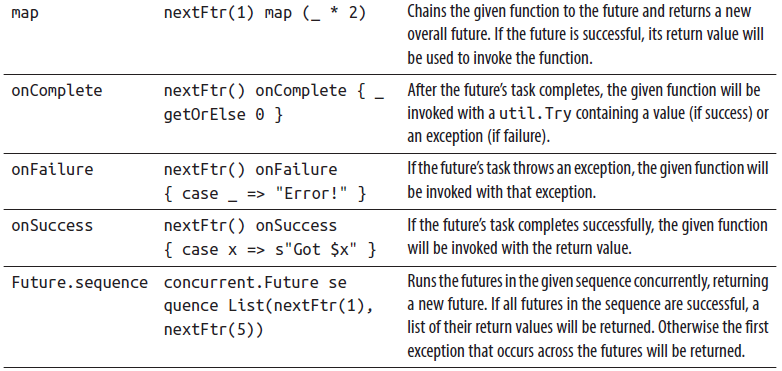 map nextFtr(1) map (_ * 2) Chains the given function to the future and returns a new
overall future. If the future's task is successful, its return value will
be used to invoke the function.
onComplete nextFtr() onComplete { _ After the future’s task completes, the given function will be
getOrElse 0 } invoked with a util.Try containing a value (if success) or
an exception (if failure).
onFailure nextFtr() onFailure If the future’s task throws an exception, the given function will
{ case _ => "Error!" } be invoked with that exception.
onSuccess nextFtr() onSuccess If the future’s task completes successfully, the given function
{ case x => s"Got $x" } will be invoked with the return value.
Future.sequence concurrent.Future se Runs the futures in the given sequence concurrently, returning
quence List(nextFtr(1), a new future. If all futures in the sequence are successful, a
nextFtr(5)) list of their return values will be returned. Otherwise the first
exception that occurs across the futures will be returned.